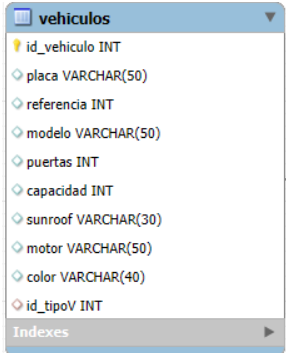 vehiculos
id_vehiculo INT
placa VARCHAR(50)
referencia INT
modelo VARCHAR(50)
puertas INT
capacidad INT
sunroof VARCHAR(30)
motor VARCHAR(50)
color VARCHAR(40)
id_tipoV INT
Indexes